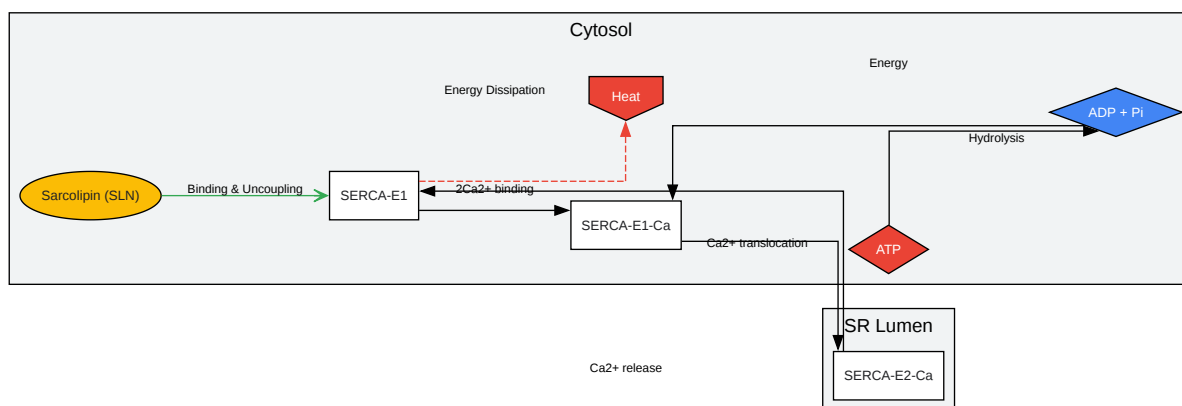 Cytosol
Energy
Energy Dissipation
Heat
ADP + Pi
Hydrolysis
Sarcolipin (SLN)
Binding & Uncoupling
SERCA-E1
2Ca2+ binding
SERCA-E1-Ca
Ca2+ translocation
ATP
SR Lumen
Ca2+ release
SERCA-E2-Ca